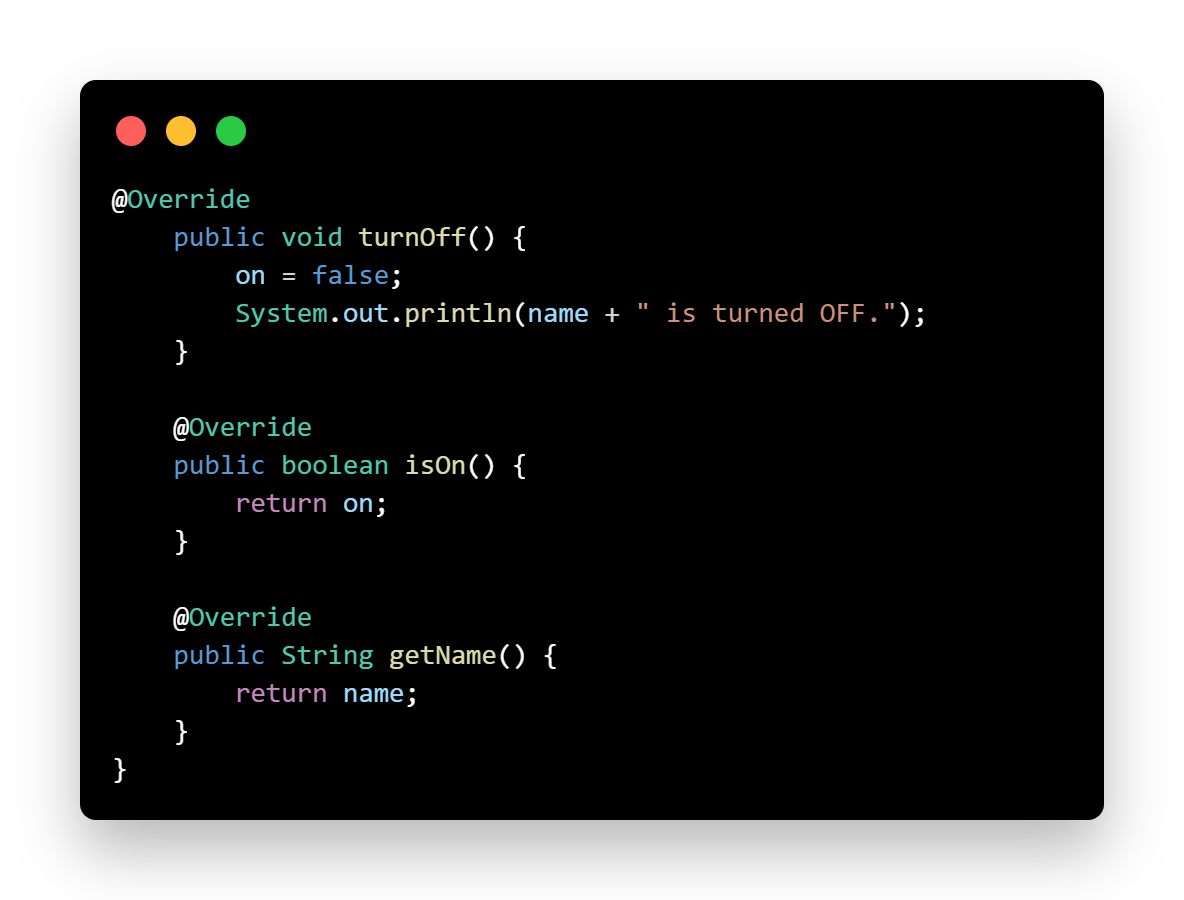 @Override
    public void turnOff() {
        on = false;
        System.out.println(name + " is turned OFF.");
    }

    @Override
    public boolean isOn() {
        return on;
    }

    @Override
    public String getName() {
        return name;
    }
}